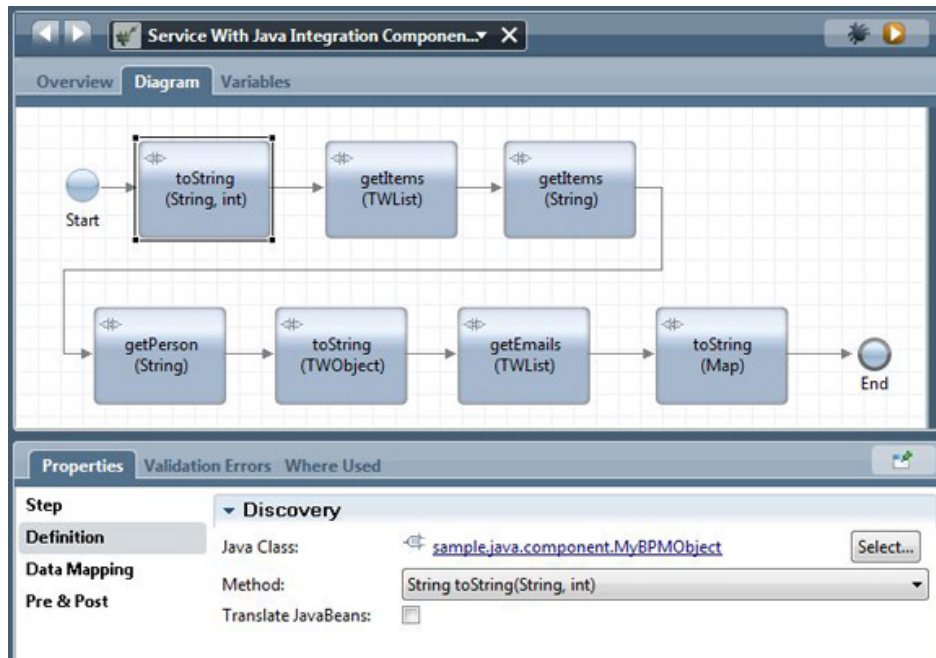 Service With Java Integration Componen...
Overview Diagram Variables
toString
(String, int)
getItems
(TWList)
getItems
(String)
Start
getPerson
(String)
toString
(TWObject)
getEmails
(TWList)
toString
(Map)
End
Properties Validation Errors Where Used
Step
Definition
Data Mapping
Pre & Post
Discovery
Java Class: sample.java.component.MyBPMObject Select...
Method: String toString(String, int)
Translate JavaBeans: